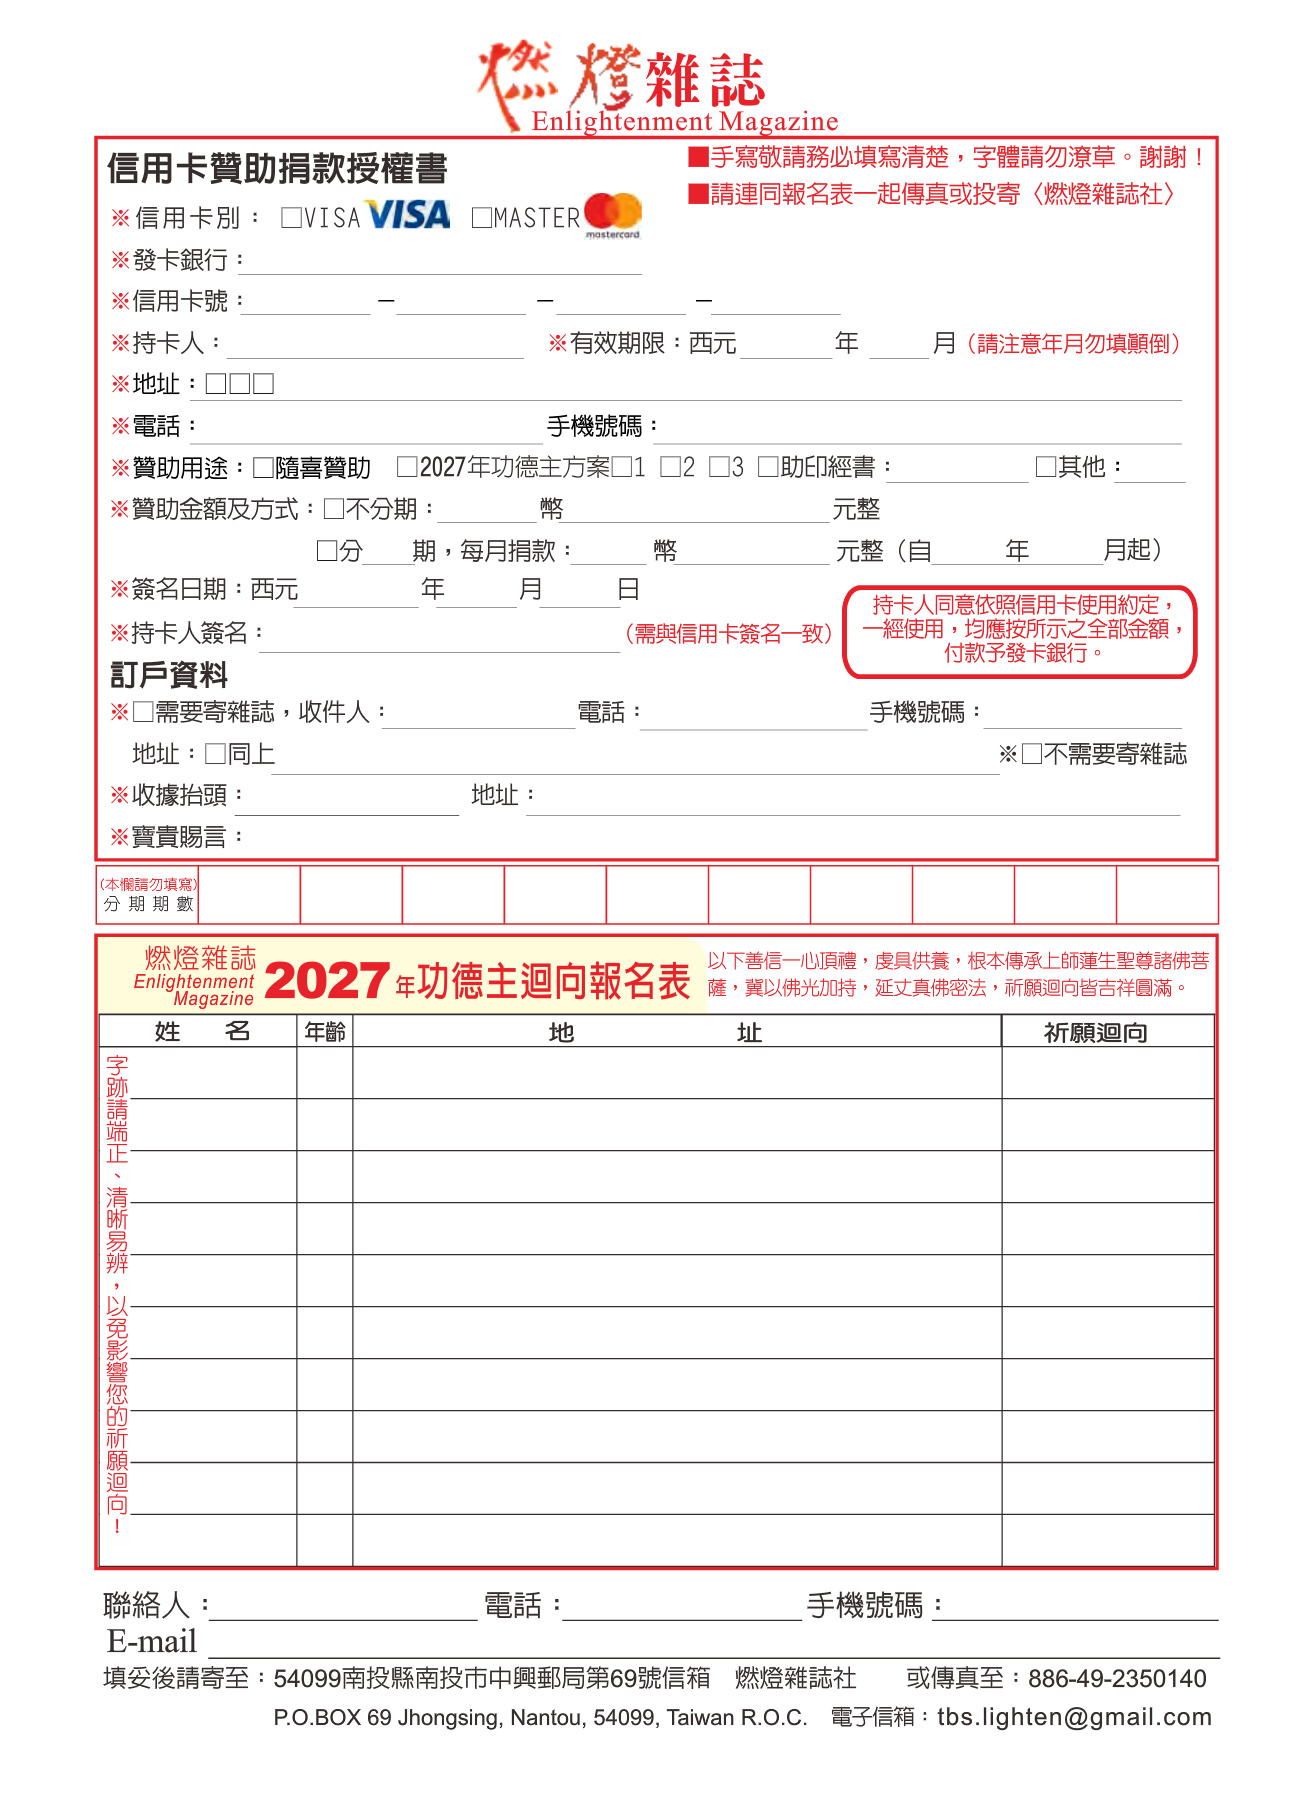 燃燈雜誌
Enlightenment Magazine
信用卡贊助捐款授權書
■手寫敬請務必填寫清楚，字體請勿潦草。謝謝！
■請連同報名表一起傳真或投寄〈燃燈雜誌社〉
※信用卡別： □VISA VISA □MASTER mastercard
※發卡銀行：
※信用卡號： － － －
※持卡人： ※有效期限：西元 年 月（請注意年月勿填顛倒）
※地址：□□□
※電話： 手機號碼：
※贊助用途：□隨喜贊助 □2027年功德主方案□1 □2 □3 □助印經書： □其他：
※贊助金額及方式：□不分期： 幣 元整
□分 期，每月捐款： 幣 元整（自 年 月起）
※簽名日期：西元 年 月 日
※持卡人簽名： （需與信用卡簽名一致）
持卡人同意依照信用卡使用約定，
一經使用，均應按所示之全部金額，
付款予發卡銀行。
訂戶資料
※□需要寄雜誌，收件人： 電話： 手機號碼：
地址：□同上 ※□不需要寄雜誌
※收據抬頭： 地址：
※寶貴賜言：
(本欄請勿填寫)
分期期數
燃燈雜誌
Enlightenment
Magazine
2027年功德主迴向報名表
以下善信一心頂禮，虔具供養，根本傳承上師蓮生聖尊諸佛菩
薩，冀以佛光加持，延丈真佛密法，祈願迴向皆吉祥圓滿。
姓 名 年齡 地 址 祈願迴向
字跡請端正、清晰易辨，以免影響您的祈願迴向！
聯絡人： 電話： 手機號碼：
E-mail
填妥後請寄至：54099南投縣南投市中興郵局第69號信箱 燃燈雜誌社 或傳真至：886-49-2350140
P.O.BOX 69 Jhongsing, Nantou, 54099, Taiwan R.O.C. 電子信箱：tbs.lighten@gmail.com